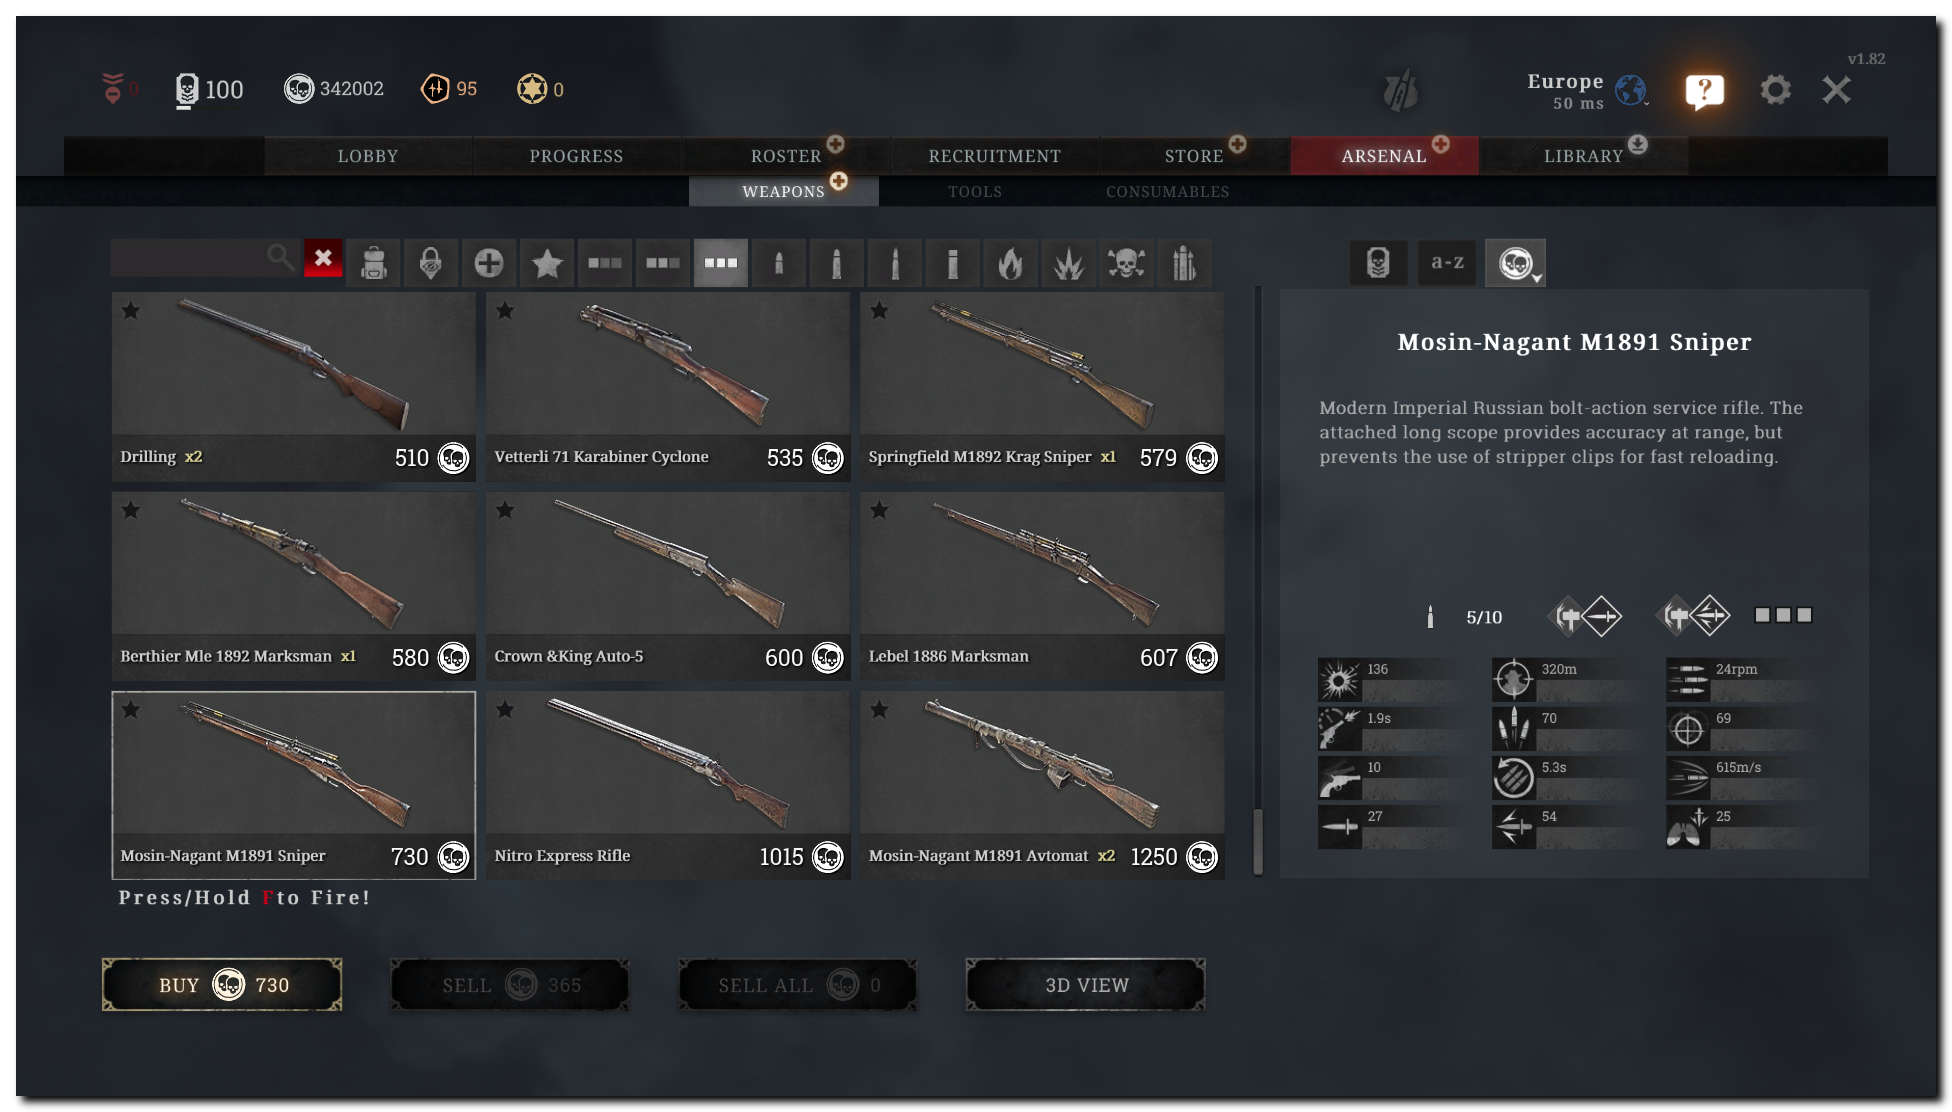 v1.82
0
100
342002
95
0
Europe
50 ms
?
LOBBY
PROGRESS
ROSTER
RECRUITMENT
STORE
ARSENAL
LIBRARY
WEAPONS
TOOLS
CONSUMABLES
a-z
Drilling x2 510
Vetterli 71 Karabiner Cyclone 535
Springfield M1892 Krag Sniper x1 579
Berthier Mle 1892 Marksman x1 580
Crown &King Auto-5 600
Lebel 1886 Marksman 607
Mosin-Nagant M1891 Sniper 730
Nitro Express Rifle 1015
Mosin-Nagant M1891 Avtomat x2 1250
Press/Hold F to Fire!
BUY 730
SELL 365
SELL ALL 0
3D VIEW
Mosin-Nagant M1891 Sniper
Modern Imperial Russian bolt-action service rifle. The
attached long scope provides accuracy at range, but
prevents the use of stripper clips for fast reloading.
5/10
136
320m
24rpm
1.9s
70
69
10
5.3s
615m/s
27
54
25